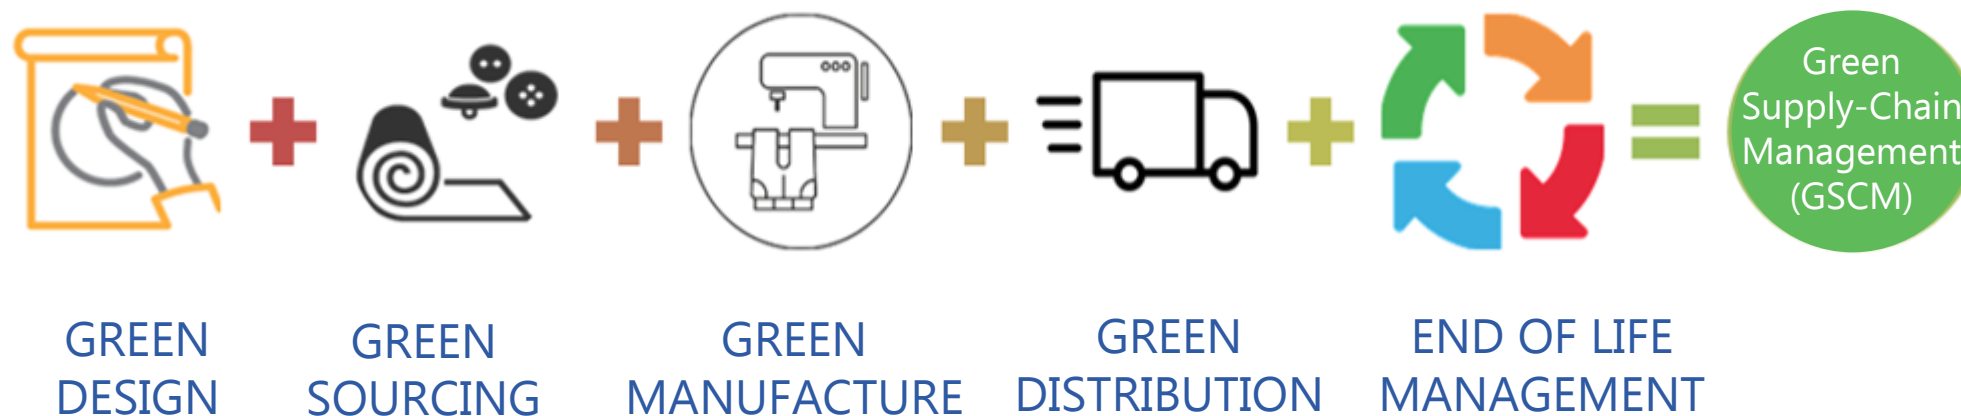 Green
Supply-Chain
Management
(GSCM)
GREEN
DESIGN
GREEN
SOURCING
GREEN
MANUFACTURE
GREEN
DISTRIBUTION
END OF LIFE
MANAGEMENT